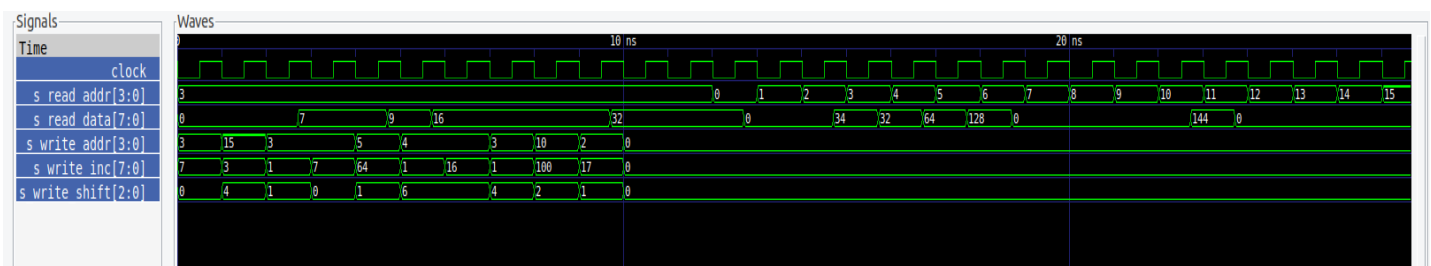 Signals
Waves
Time
0 10 ns 20 ns
clock
s read addr[3:0] 3 0 1 2 3 4 5 6 7 8 9 10 11 12 13 14 15
s read data[7:0] 0 7 9 16 32 0 34 32 64 128 0 144 0
s write addr[3:0] 3 15 3 5 4 3 10 2 0
s write inc[7:0] 7 3 1 7 64 1 16 1 100 17 0
s write shift[2:0] 0 4 1 0 1 6 4 2 1 0